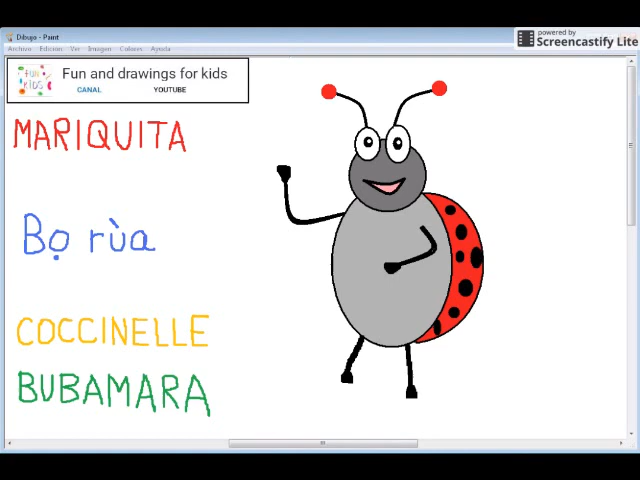 Dibujo - Paint
powered by
Screencastify Lite
Archivo Edición Ver Imagen Colores Ayuda
FUN
KIDS
Fun and drawings for kids
CANAL YOUTUBE
MARIQUITA
Bọ rùa
COCCINELLE
BUBAMARA